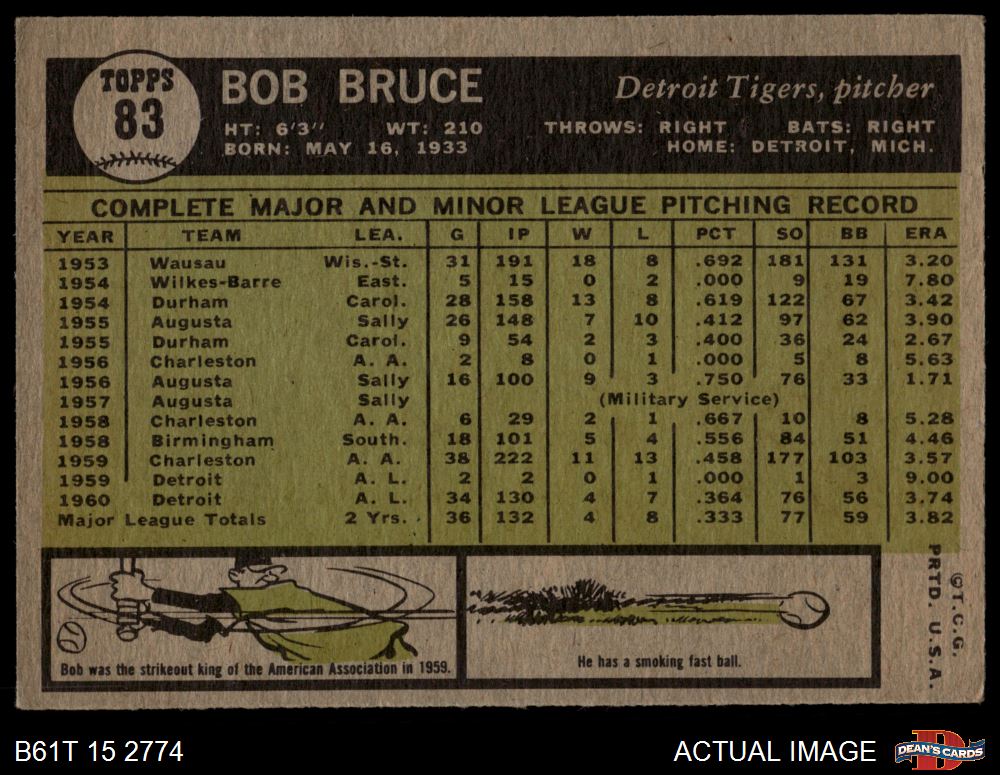 TOPPS
83
BOB BRUCE
Detroit Tigers, pitcher
HT: 6'3" WT: 210 THROWS: RIGHT BATS: RIGHT
BORN: MAY 16, 1933 HOME: DETROIT, MICH.
COMPLETE MAJOR AND MINOR LEAGUE PITCHING RECORD
YEAR TEAM LEA. G IP W L PCT SO BB ERA
1953 Wausau Wis.-St. 31 191 18 8 .692 181 131 3.20
1954 Wilkes-Barre East. 5 15 0 2 .000 9 19 7.80
1954 Durham Carol. 28 158 13 8 .619 122 67 3.42
1955 Augusta Sally 26 148 7 10 .412 97 62 3.90
1955 Durham Carol. 9 54 2 3 .400 36 24 2.67
1956 Charleston A. A. 2 8 0 1 .000 5 8 5.63
1956 Augusta Sally 16 100 9 3 .750 76 33 1.71
1957 Augusta Sally (Military Service)
1958 Charleston A. A. 6 29 2 1 .667 10 8 5.28
1958 Birmingham South. 18 101 5 4 .556 84 51 4.46
1959 Charleston A. A. 38 222 11 13 .458 177 103 3.57
1959 Detroit A. L. 2 2 0 1 .000 1 3 9.00
1960 Detroit A. L. 34 130 4 7 .364 76 56 3.74
Major League Totals 2 Yrs. 36 132 4 8 .333 77 59 3.82
Bob was the strikeout king of the American Association in 1959.
He has a smoking fast ball.
©T.C.G.
PRTD. U.S.A.
B61T 15 2774
ACTUAL IMAGE
DEAN'S CARDS